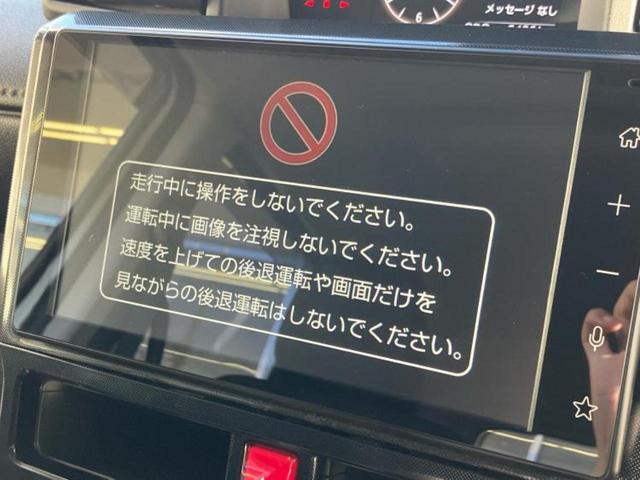 メッセージ なし
6
走行中に操作をしないでください。
運転中に画像を注視しないでください。
速度を上げての後退運転や画面だけを
見ながらの後退運転はしないでください。